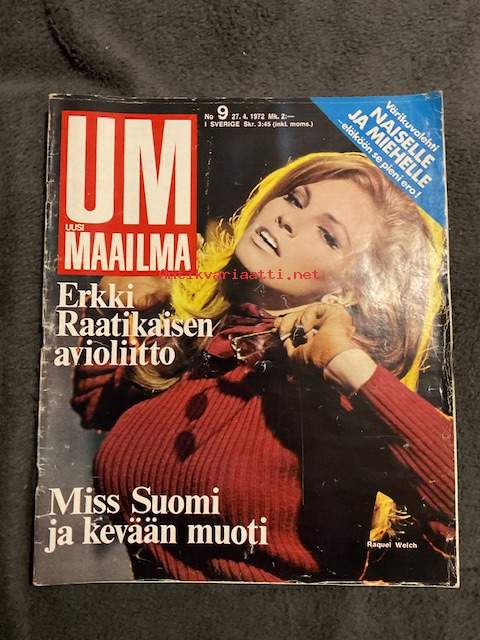 No 9 27. 4. 1972 Mk. 2:—
I SVERIGE Skr. 3:45 (inkl. moms.)
Värikuvalehti
NAISELLE
JA MIEHELLE
–eläköön se pieni ero!
UM
UUSI
MAAILMA
Antikvariaatti.net
Erkki
Raatikaisen
avioliitto
Miss Suomi
ja kevään muoti
Raquel Welch